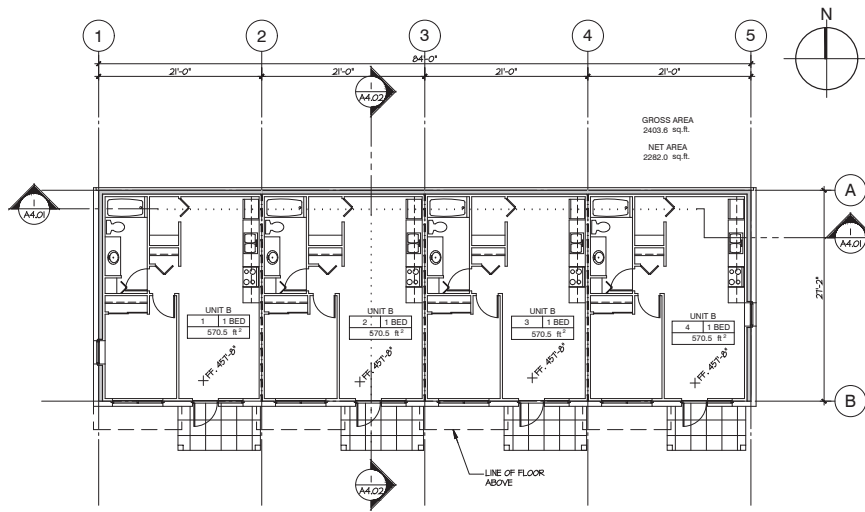 1
2
3
4
5
N
84'-0"
21'-0"
21'-0"
21'-0"
21'-0"
1
A4.02
GROSS AREA
2403.6 sq.ft.
NET AREA
2282.0 sq.ft.
A
1
A4.01
1
A4.01
27'-2"
UNIT B
1 1 BED
570.5 ft²
UNIT B
2 1 BED
570.5 ft²
UNIT B
3 1 BED
570.5 ft²
UNIT B
4 1 BED
570.5 ft²
FF. 457'-8"
FF. 457'-8"
FF. 457'-8"
FF. 457'-8"
B
LINE OF FLOOR
ABOVE
1
A4.02